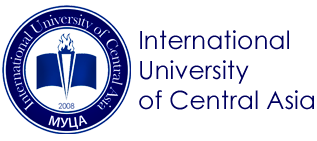 International University of Central Asia
2008
МУЦА
International
University
of Central Asia